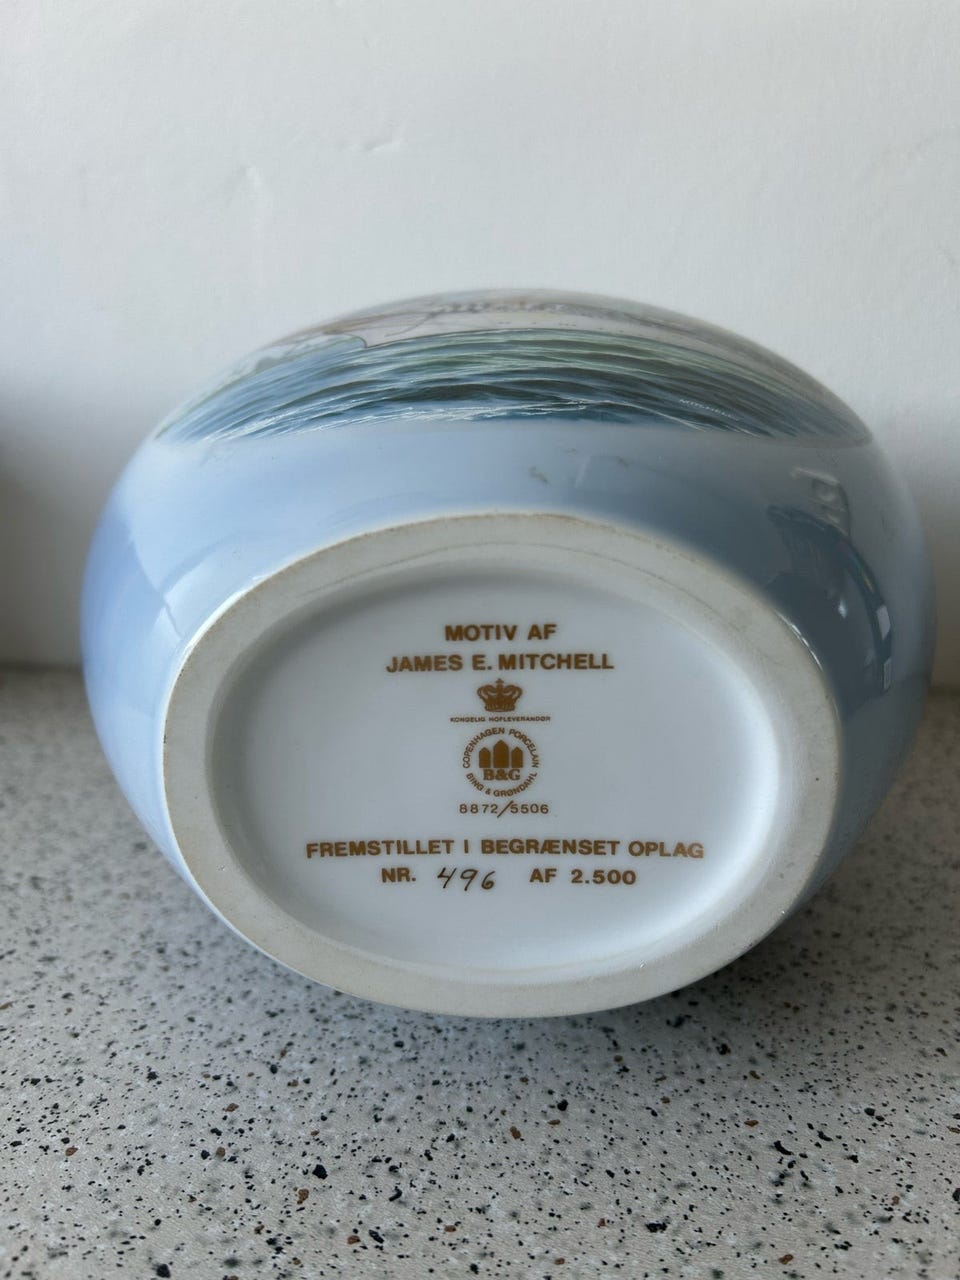 MITCHELL
MOTIV AF
JAMES E. MITCHELL
KONGELIG HOFLEVERANDØR
COPENHAGEN PORCELAIN
B&G
BING & GRØNDAHL
8872/5506
FREMSTILLET I BEGRÆNSET OPLAG
NR. 496 AF 2.500